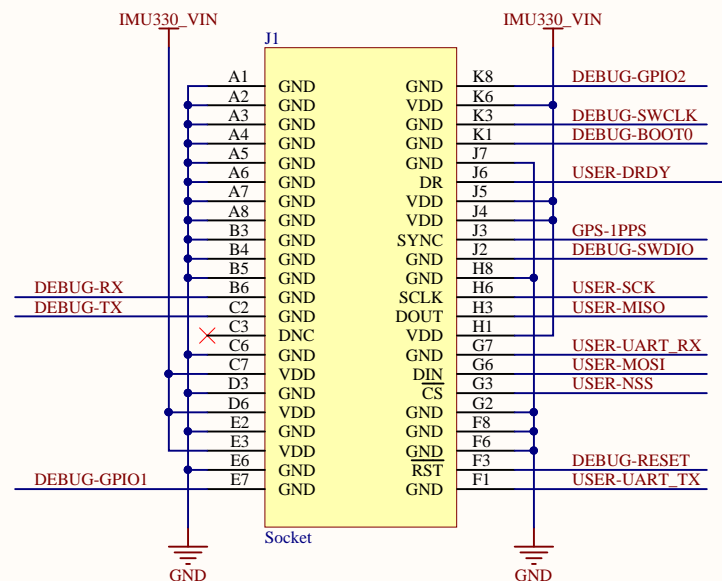 IMU330_VIN IMU330_VIN
J1
A1 GND GND K8 DEBUG-GPIO2
A2 GND VDD K6
A3 GND GND K3 DEBUG-SWCLK
A4 GND GND K1 DEBUG-BOOT0
A5 GND GND J7
A6 GND DR J6 USER-DRDY
A7 GND VDD J5
A8 GND VDD J4
B3 GND SYNC J3 GPS-1PPS
B4 GND GND J2 DEBUG-SWDIO
B5 GND GND H8
DEBUG-RX B6 GND SCLK H6 USER-SCK
DEBUG-TX C2 GND DOUT H3 USER-MISO
C3 DNC VDD H1
C6 GND GND G7 USER-UART_RX
C7 VDD DIN G6 USER-MOSI
D3 GND CS G3 USER-NSS
D6 VDD GND G2
E2 GND GND F8
E3 VDD GND F6
E6 GND RST F3 DEBUG-RESET
DEBUG-GPIO1 E7 GND GND F1 USER-UART_TX
Socket
GND GND